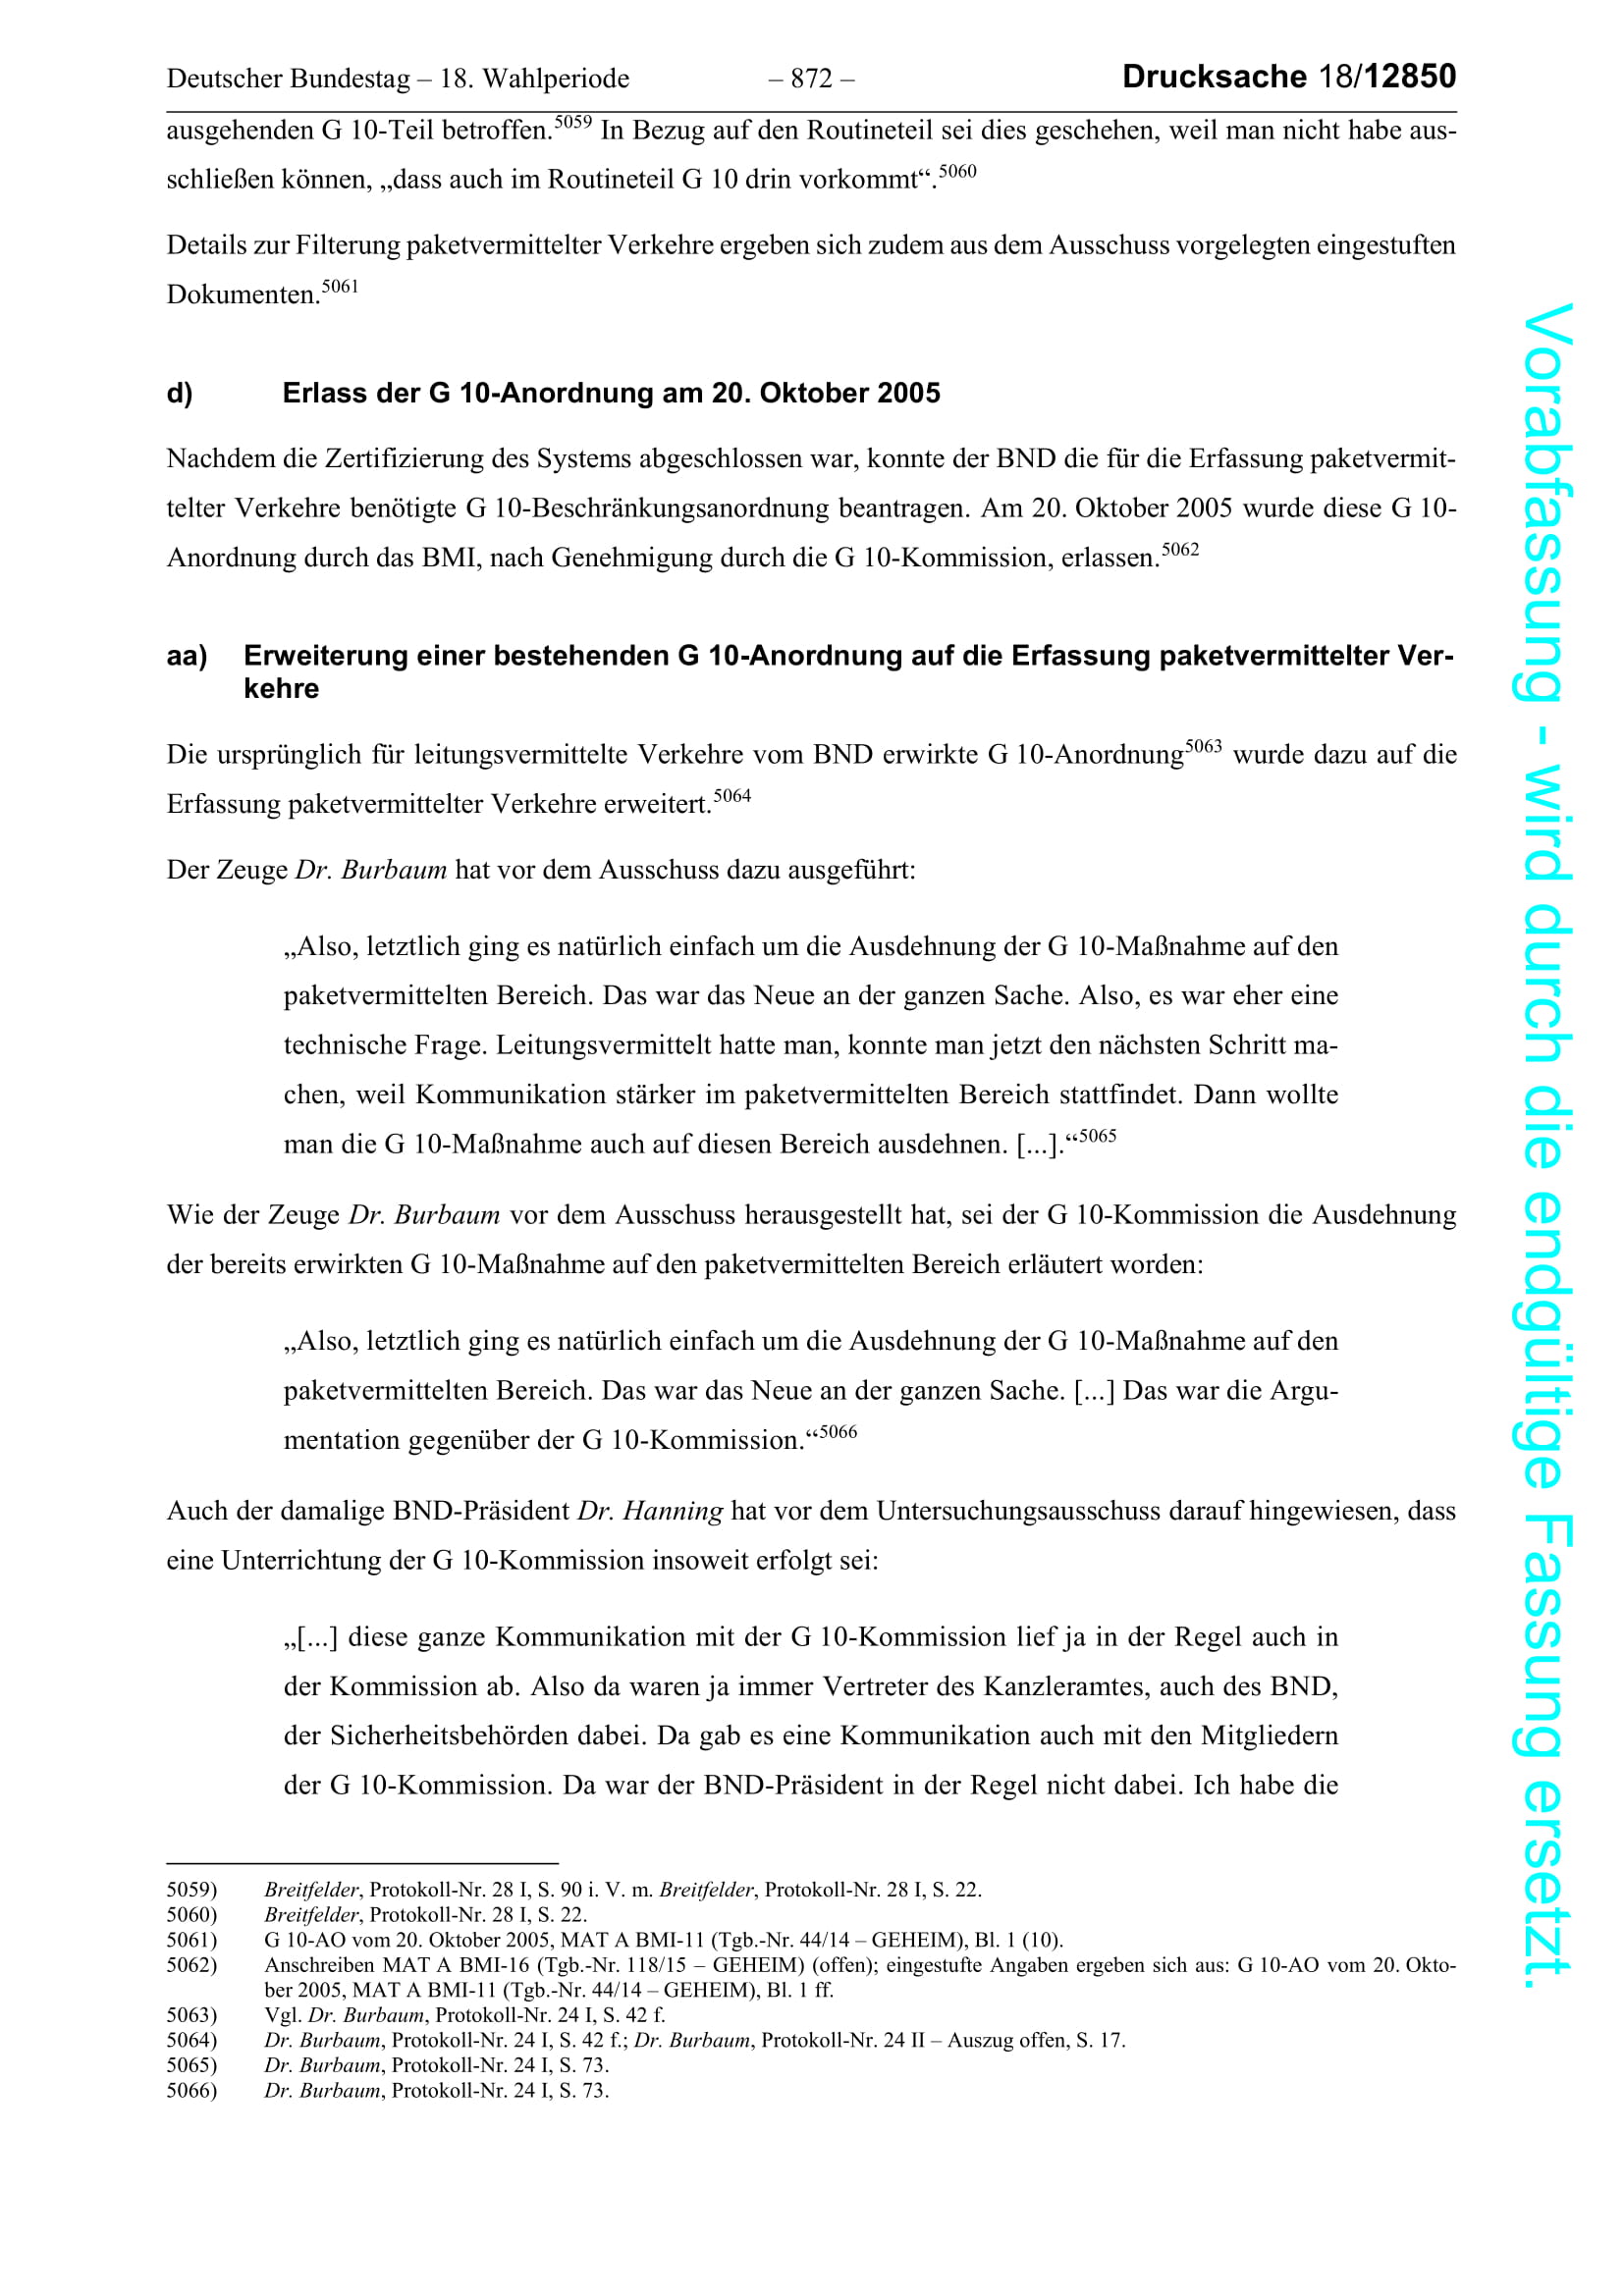 Deutscher Bundestag – 18. Wahlperiode – 872 – Drucksache 18/12850
ausgehenden G 10-Teil betroffen.5059 In Bezug auf den Routineteil sei dies geschehen, weil man nicht habe aus-
schließen können, „dass auch im Routineteil G 10 drin vorkommt“.5060
Details zur Filterung paketvermittelter Verkehre ergeben sich zudem aus dem Ausschuss vorgelegten eingestuften
Dokumenten.5061
d) Erlass der G 10-Anordnung am 20. Oktober 2005
Nachdem die Zertifizierung des Systems abgeschlossen war, konnte der BND die für die Erfassung paketvermit-
telter Verkehre benötigte G 10-Beschränkungsanordnung beantragen. Am 20. Oktober 2005 wurde diese G 10-
Anordnung durch das BMI, nach Genehmigung durch die G 10-Kommission, erlassen.5062
aa) Erweiterung einer bestehenden G 10-Anordnung auf die Erfassung paketvermittelter Ver-
kehre
Die ursprünglich für leitungsvermittelte Verkehre vom BND erwirkte G 10-Anordnung5063 wurde dazu auf die
Erfassung paketvermittelter Verkehre erweitert.5064
Der Zeuge Dr. Burbaum hat vor dem Ausschuss dazu ausgeführt:
„Also, letztlich ging es natürlich einfach um die Ausdehnung der G 10-Maßnahme auf den
paketvermittelten Bereich. Das war das Neue an der ganzen Sache. Also, es war eher eine
technische Frage. Leitungsvermittelt hatte man, konnte man jetzt den nächsten Schritt ma-
chen, weil Kommunikation stärker im paketvermittelten Bereich stattfindet. Dann wollte
man die G 10-Maßnahme auch auf diesen Bereich ausdehnen. [...].“5065
Wie der Zeuge Dr. Burbaum vor dem Ausschuss herausgestellt hat, sei der G 10-Kommission die Ausdehnung
der bereits erwirkten G 10-Maßnahme auf den paketvermittelten Bereich erläutert worden:
„Also, letztlich ging es natürlich einfach um die Ausdehnung der G 10-Maßnahme auf den
paketvermittelten Bereich. Das war das Neue an der ganzen Sache. [...] Das war die Argu-
mentation gegenüber der G 10-Kommission.“5066
Auch der damalige BND-Präsident Dr. Hanning hat vor dem Untersuchungsausschuss darauf hingewiesen, dass
eine Unterrichtung der G 10-Kommission insoweit erfolgt sei:
„[...] diese ganze Kommunikation mit der G 10-Kommission lief ja in der Regel auch in
der Kommission ab. Also da waren ja immer Vertreter des Kanzleramtes, auch des BND,
der Sicherheitsbehörden dabei. Da gab es eine Kommunikation auch mit den Mitgliedern
der G 10-Kommission. Da war der BND-Präsident in der Regel nicht dabei. Ich habe die
5059) Breitfelder, Protokoll-Nr. 28 I, S. 90 i. V. m. Breitfelder, Protokoll-Nr. 28 I, S. 22.
5060) Breitfelder, Protokoll-Nr. 28 I, S. 22.
5061) G 10-AO vom 20. Oktober 2005, MAT A BMI-11 (Tgb.-Nr. 44/14 – GEHEIM), Bl. 1 (10).
5062) Anschreiben MAT A BMI-16 (Tgb.-Nr. 118/15 – GEHEIM) (offen); eingestufte Angaben ergeben sich aus: G 10-AO vom 20. Okto-
ber 2005, MAT A BMI-11 (Tgb.-Nr. 44/14 – GEHEIM), Bl. 1 ff.
5063) Vgl. Dr. Burbaum, Protokoll-Nr. 24 I, S. 42 f.
5064) Dr. Burbaum, Protokoll-Nr. 24 I, S. 42 f.; Dr. Burbaum, Protokoll-Nr. 24 II – Auszug offen, S. 17.
5065) Dr. Burbaum, Protokoll-Nr. 24 I, S. 73.
5066) Dr. Burbaum, Protokoll-Nr. 24 I, S. 73.
Vorabfassung - wird durch die endgültige Fassung ersetzt.